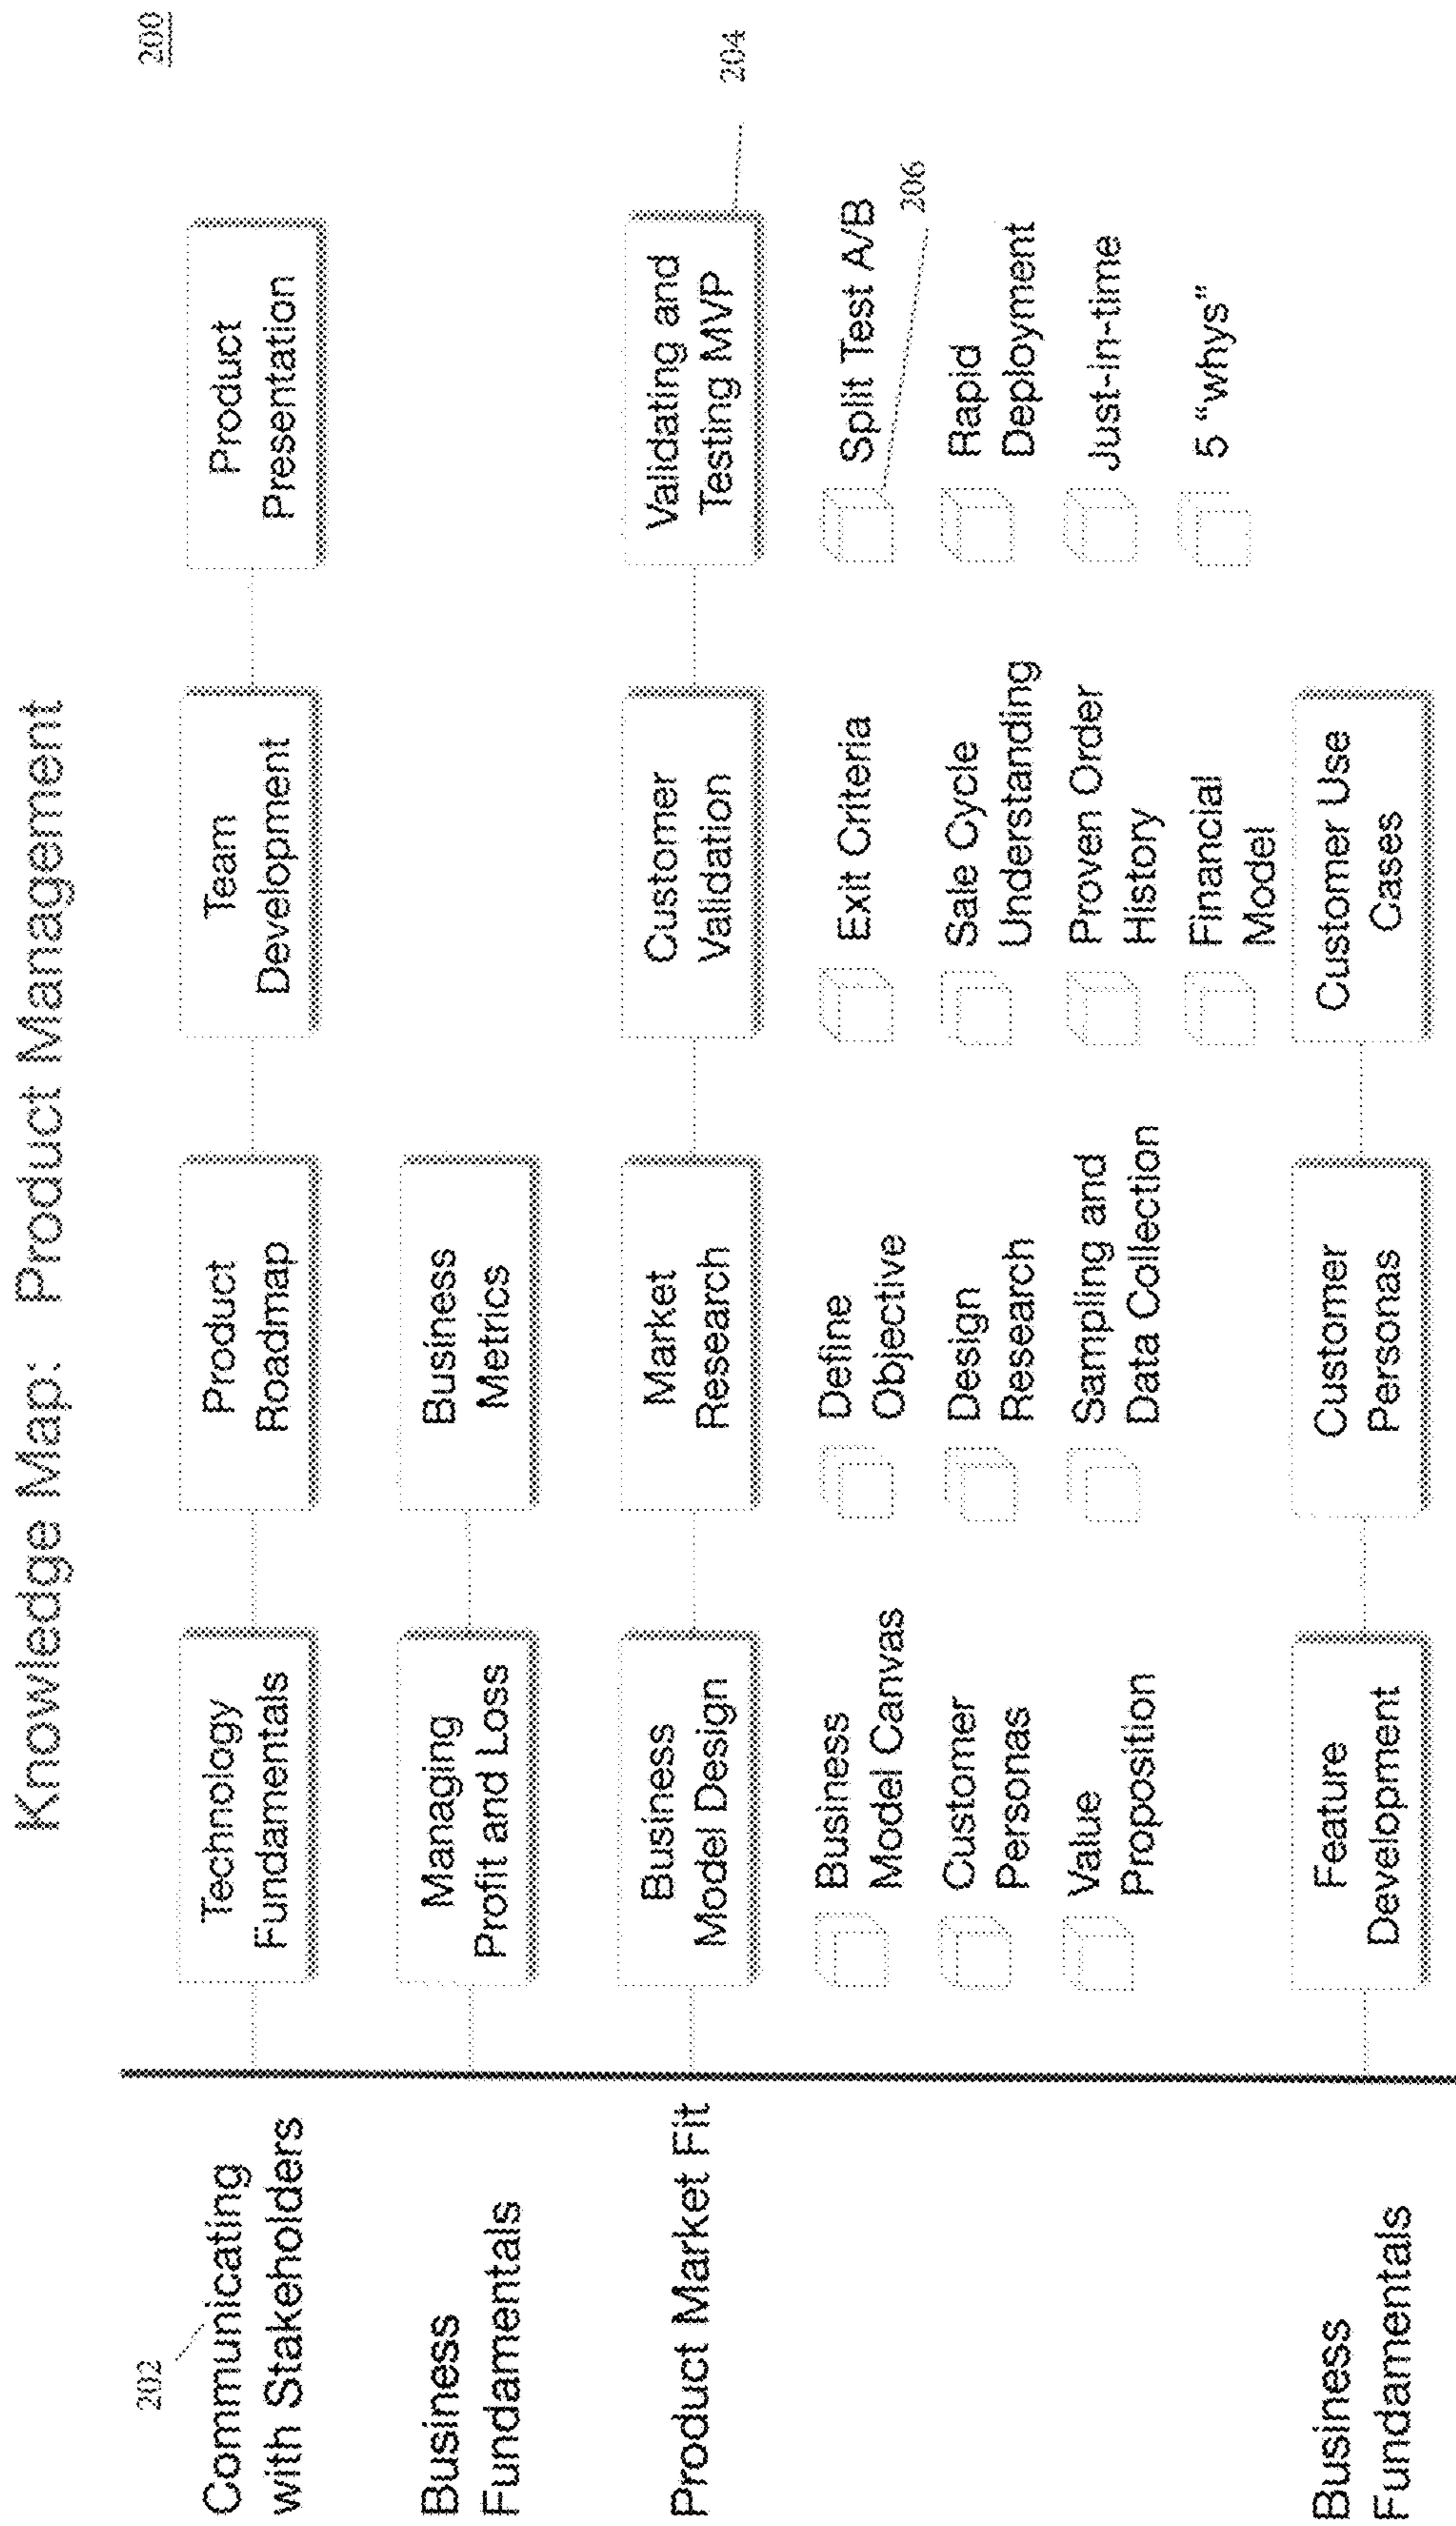 Knowledge Map: Product Management
200
202
Communicating
with Stakeholders
Technology
Fundamentals
Product
Roadmap
Team
Development
Product
Presentation
Business
Fundamentals
Managing
Profit and Loss
Business
Metrics
Product Market Fit
Business
Model Design
Market
Research
Customer
Validation
Validating and
Testing MVP
204
Business
Model Canvas
Customer
Personas
Value
Proposition
Define
Objective
Design
Research
Sampling and
Data Collection
Exit Criteria
Sale Cycle
Understanding
Proven Order
History
Financial
Model
Split Test A/B
206
Rapid
Deployment
Just-in-time
5 “whys”
Business
Fundamentals
Feature
Development
Customer
Personas
Customer Use
Cases